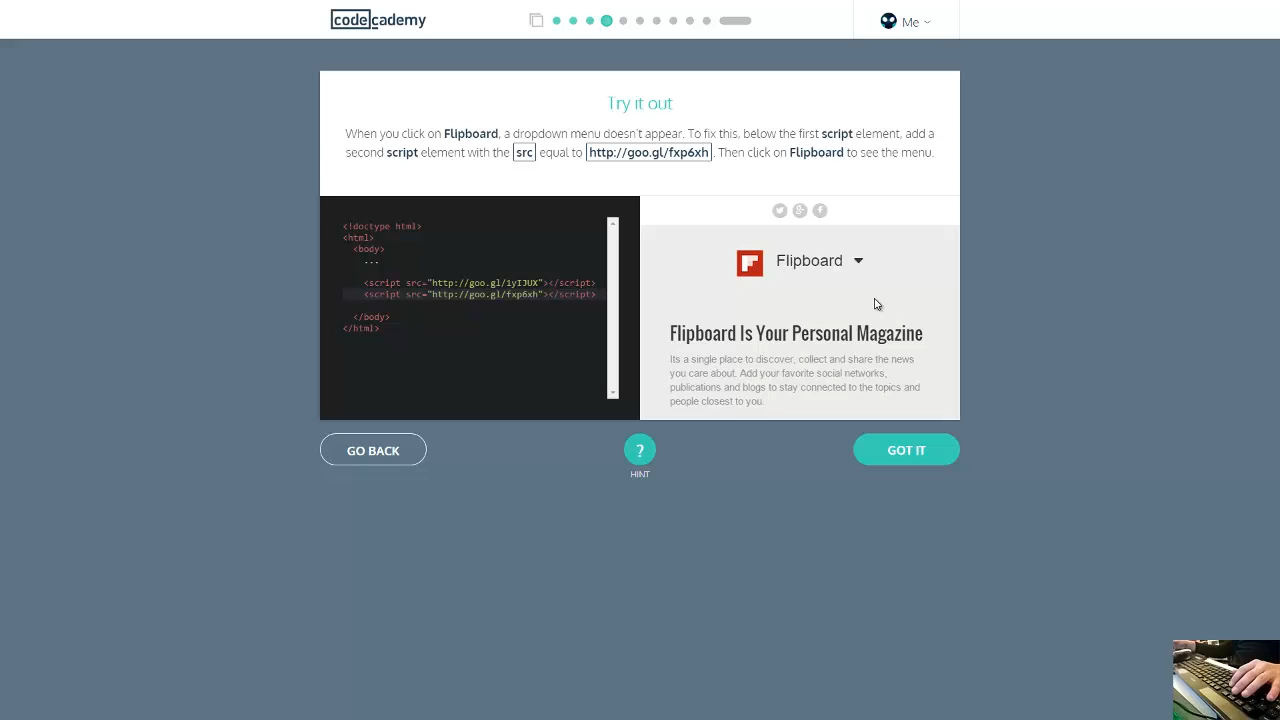 codecademy
Me
Try it out
When you click on Flipboard, a dropdown menu doesn't appear. To fix this, below the first script element, add a
second script element with the src equal to http://goo.gl/fxp6xh. Then click on Flipboard to see the menu.
<!doctype html>
<html>
<body>
...
<script src="http://goo.gl/1yIJUX"></script>
<script src="http://goo.gl/fxp6xh"></script>
</body>
</html>
Flipboard
Flipboard Is Your Personal Magazine
Its a single place to discover, collect and share the news
you care about. Add your favorite social networks,
publications and blogs to stay connected to the topics and
people closest to you.
GO BACK
?
HINT
GOT IT